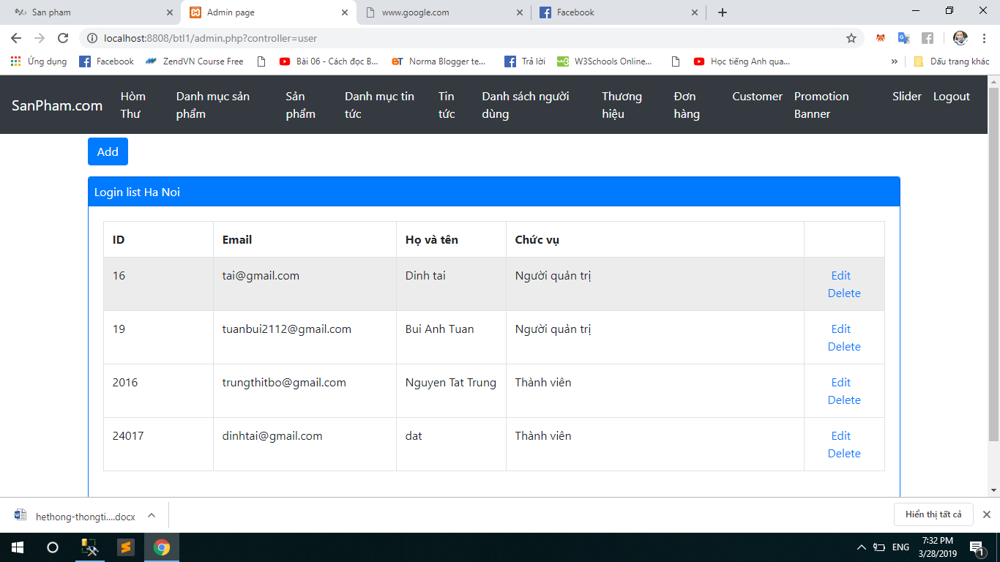 San pham
Admin page
www.google.com
Facebook
localhost:8808/btl1/admin.php?controller=user
Ứng dụng
Facebook
ZendVN Course Free
Bài 06 - Cách đọc B...
Norma Blogger te...
Trả lời
W3Schools Online...
Học tiếng Anh qua...
»
Dấu trang khác
SanPham.com
Hòm
Thư
Danh mục sản
phẩm
Sản
phẩm
Danh mục tin
tức
Tin
tức
Danh sách người
dùng
Thương
hiệu
Đơn
hàng
Customer
Promotion
Banner
Slider
Logout
Add
Login list Ha Noi
ID Email Họ và tên Chức vụ
16 tai@gmail.com Dinh tai Người quản trị Edit
Delete
19 tuanbui2112@gmail.com Bui Anh Tuan Người quản trị Edit
Delete
2016 trungthitbo@gmail.com Nguyen Tat Trung Thành viên Edit
Delete
24017 dinhtai@gmail.com dat Thành viên Edit
Delete
hethong-thongti....docx
Hiển thị tất cả
ENG
7:32 PM
3/28/2019
1